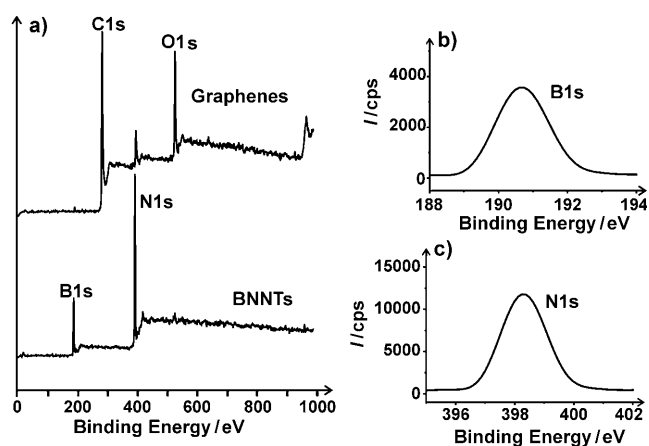 a)
C1s
O1s
Graphenes
N1s
B1s
BNNTs
0 200 400 600 800 1000
Binding Energy / eV
b)
B1s
I / cps
4000
2000
0
188 190 192 194
Binding Energy / eV
c)
N1s
I / cps
15000
10000
5000
0
396 398 400 402
Binding Energy / eV